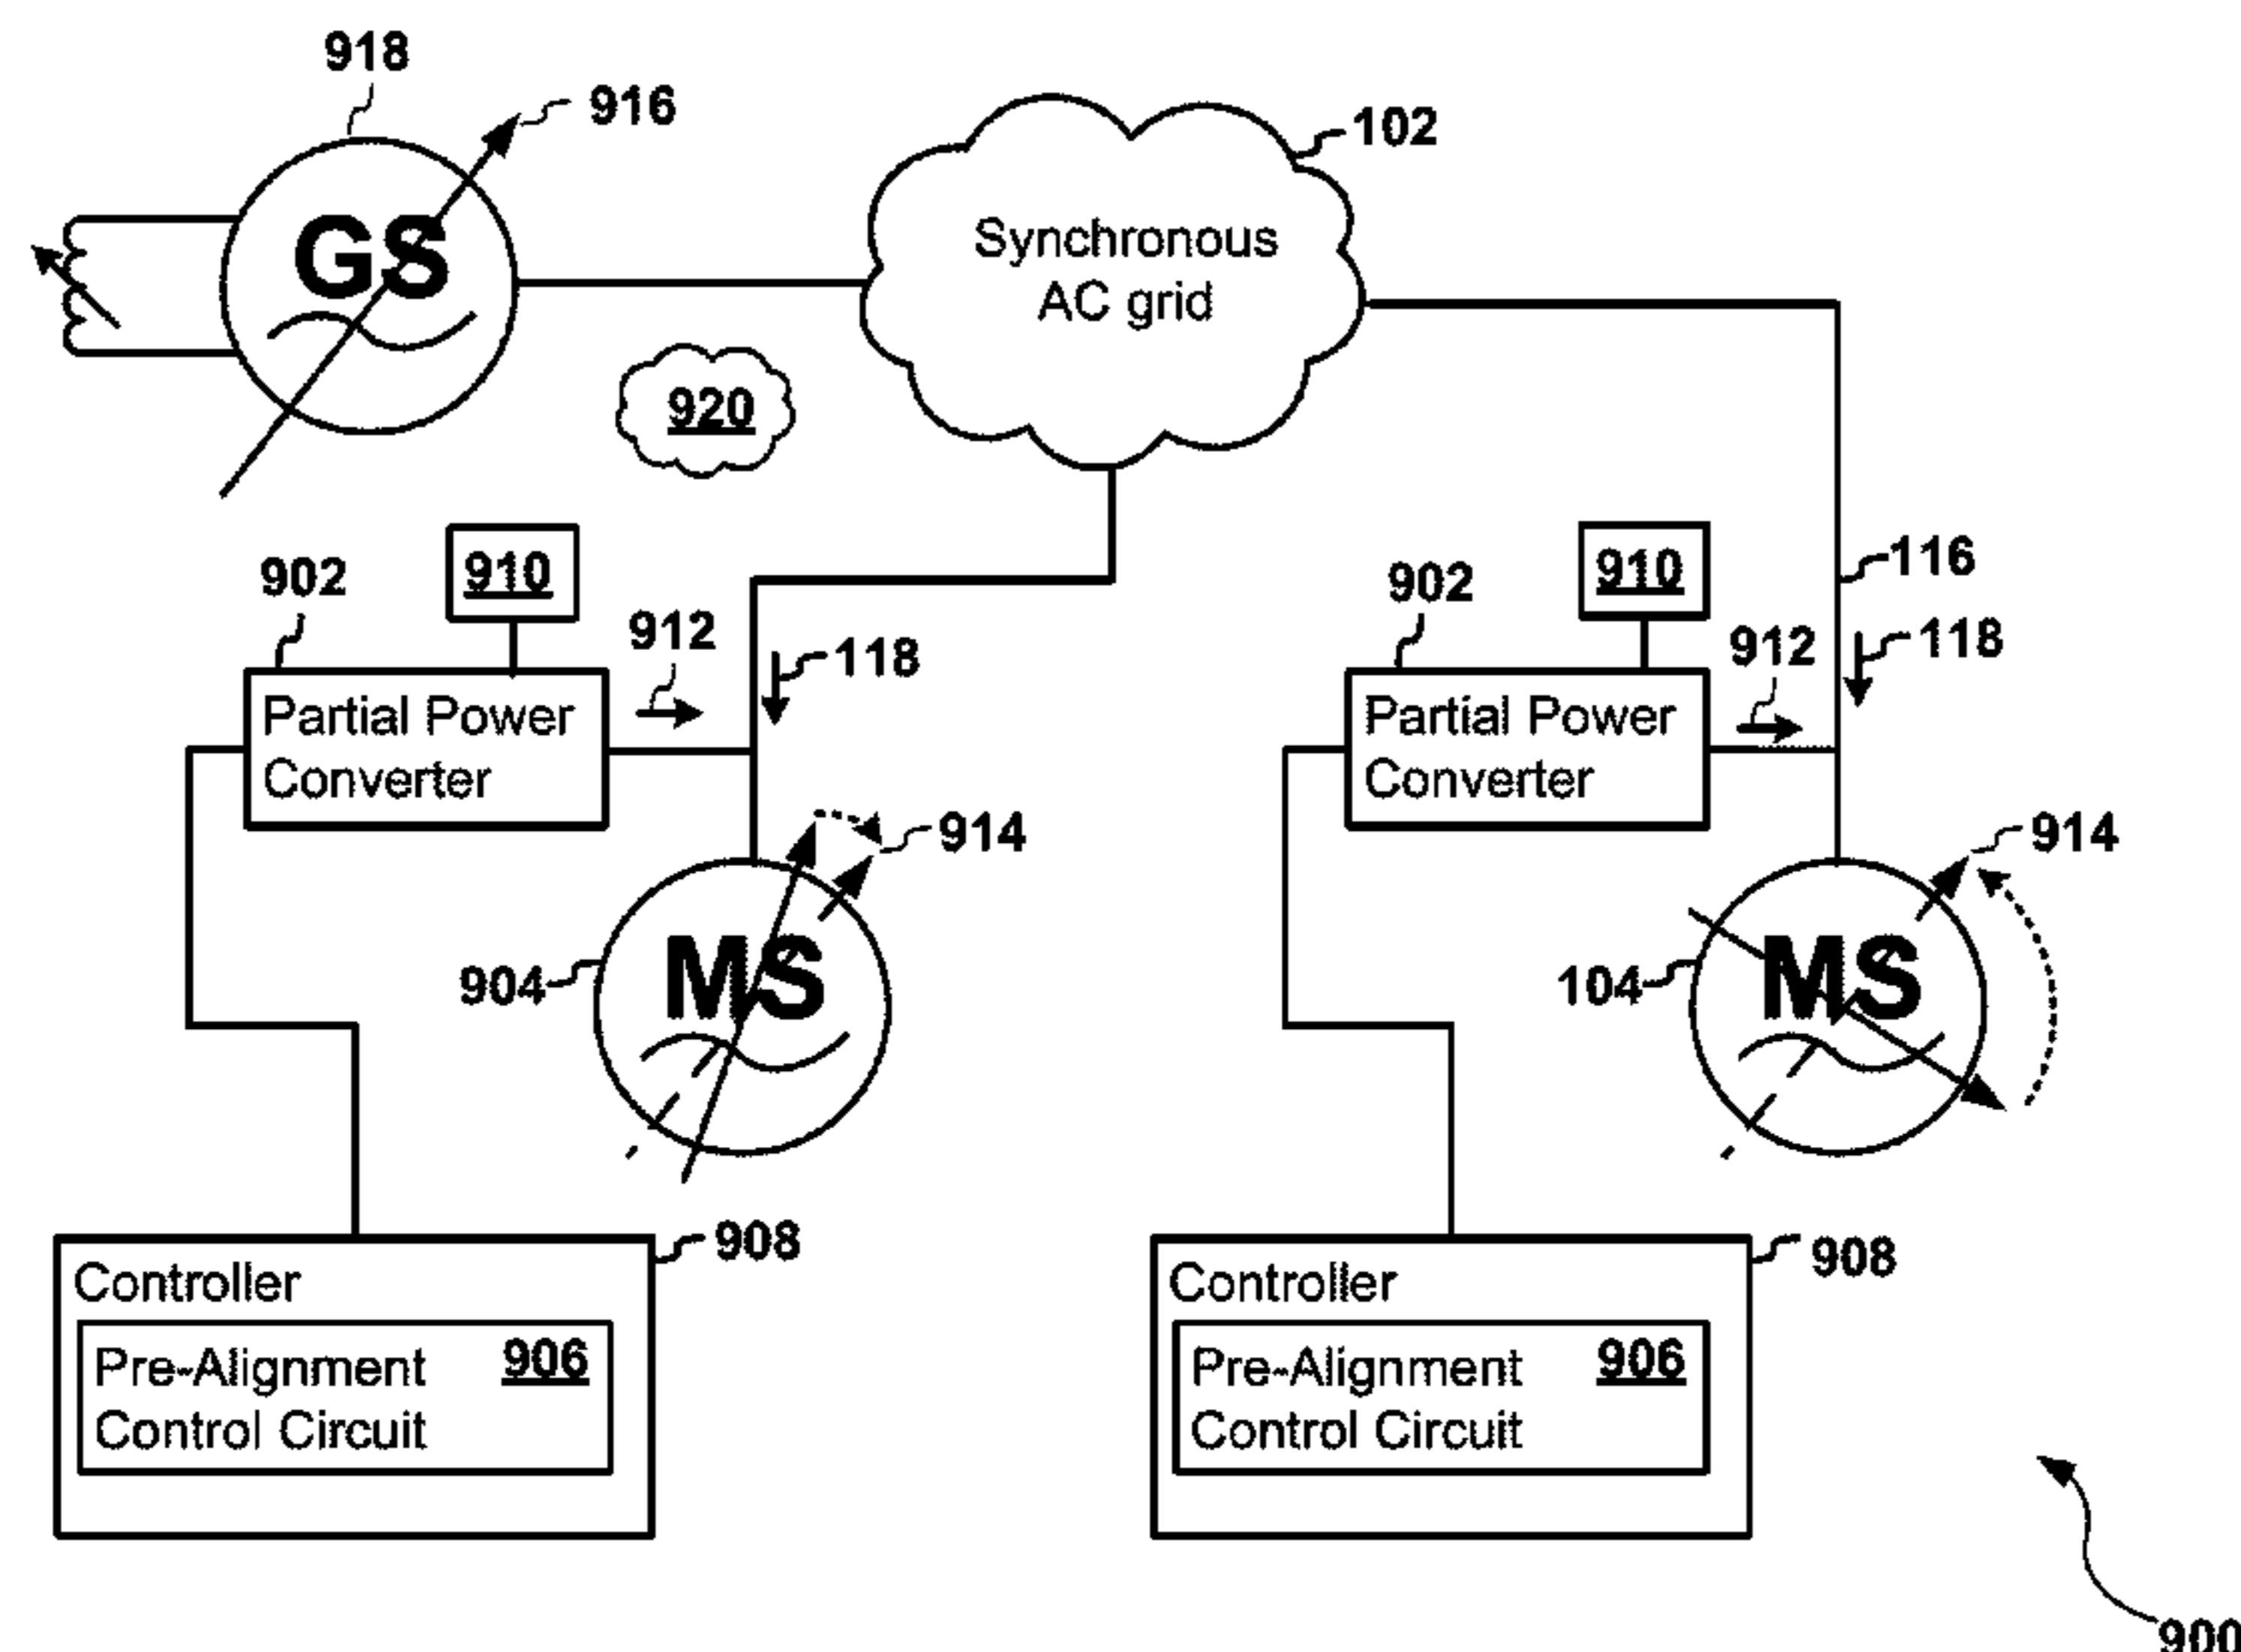 918
916
102
GS
Synchronous
AC grid
920
902
910
912
118
Partial Power
Converter
914
904
MS
902
910
116
912
118
Partial Power
Converter
914
104
MS
908
Controller
Pre-Alignment
Control Circuit
906
908
Controller
Pre-Alignment
Control Circuit
906
900